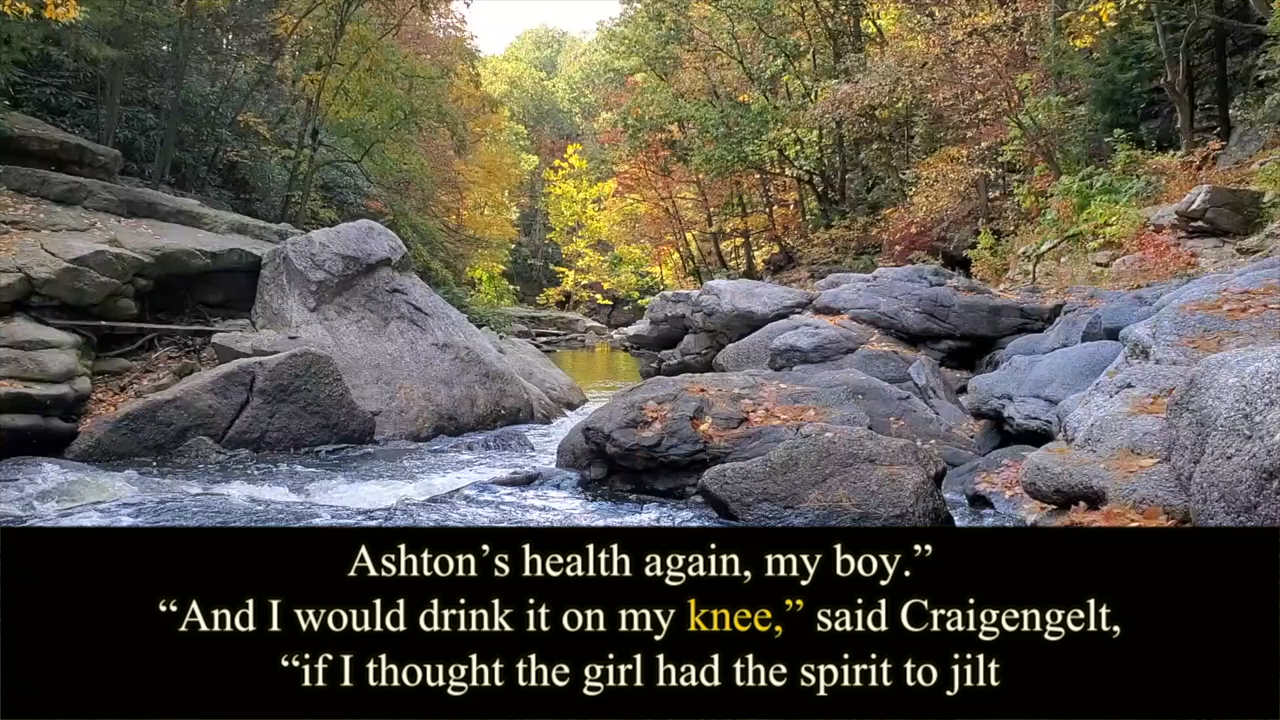 Ashton’s health again, my boy.”
“And I would drink it on my knee,” said Craigengelt,
“if I thought the girl had the spirit to jilt